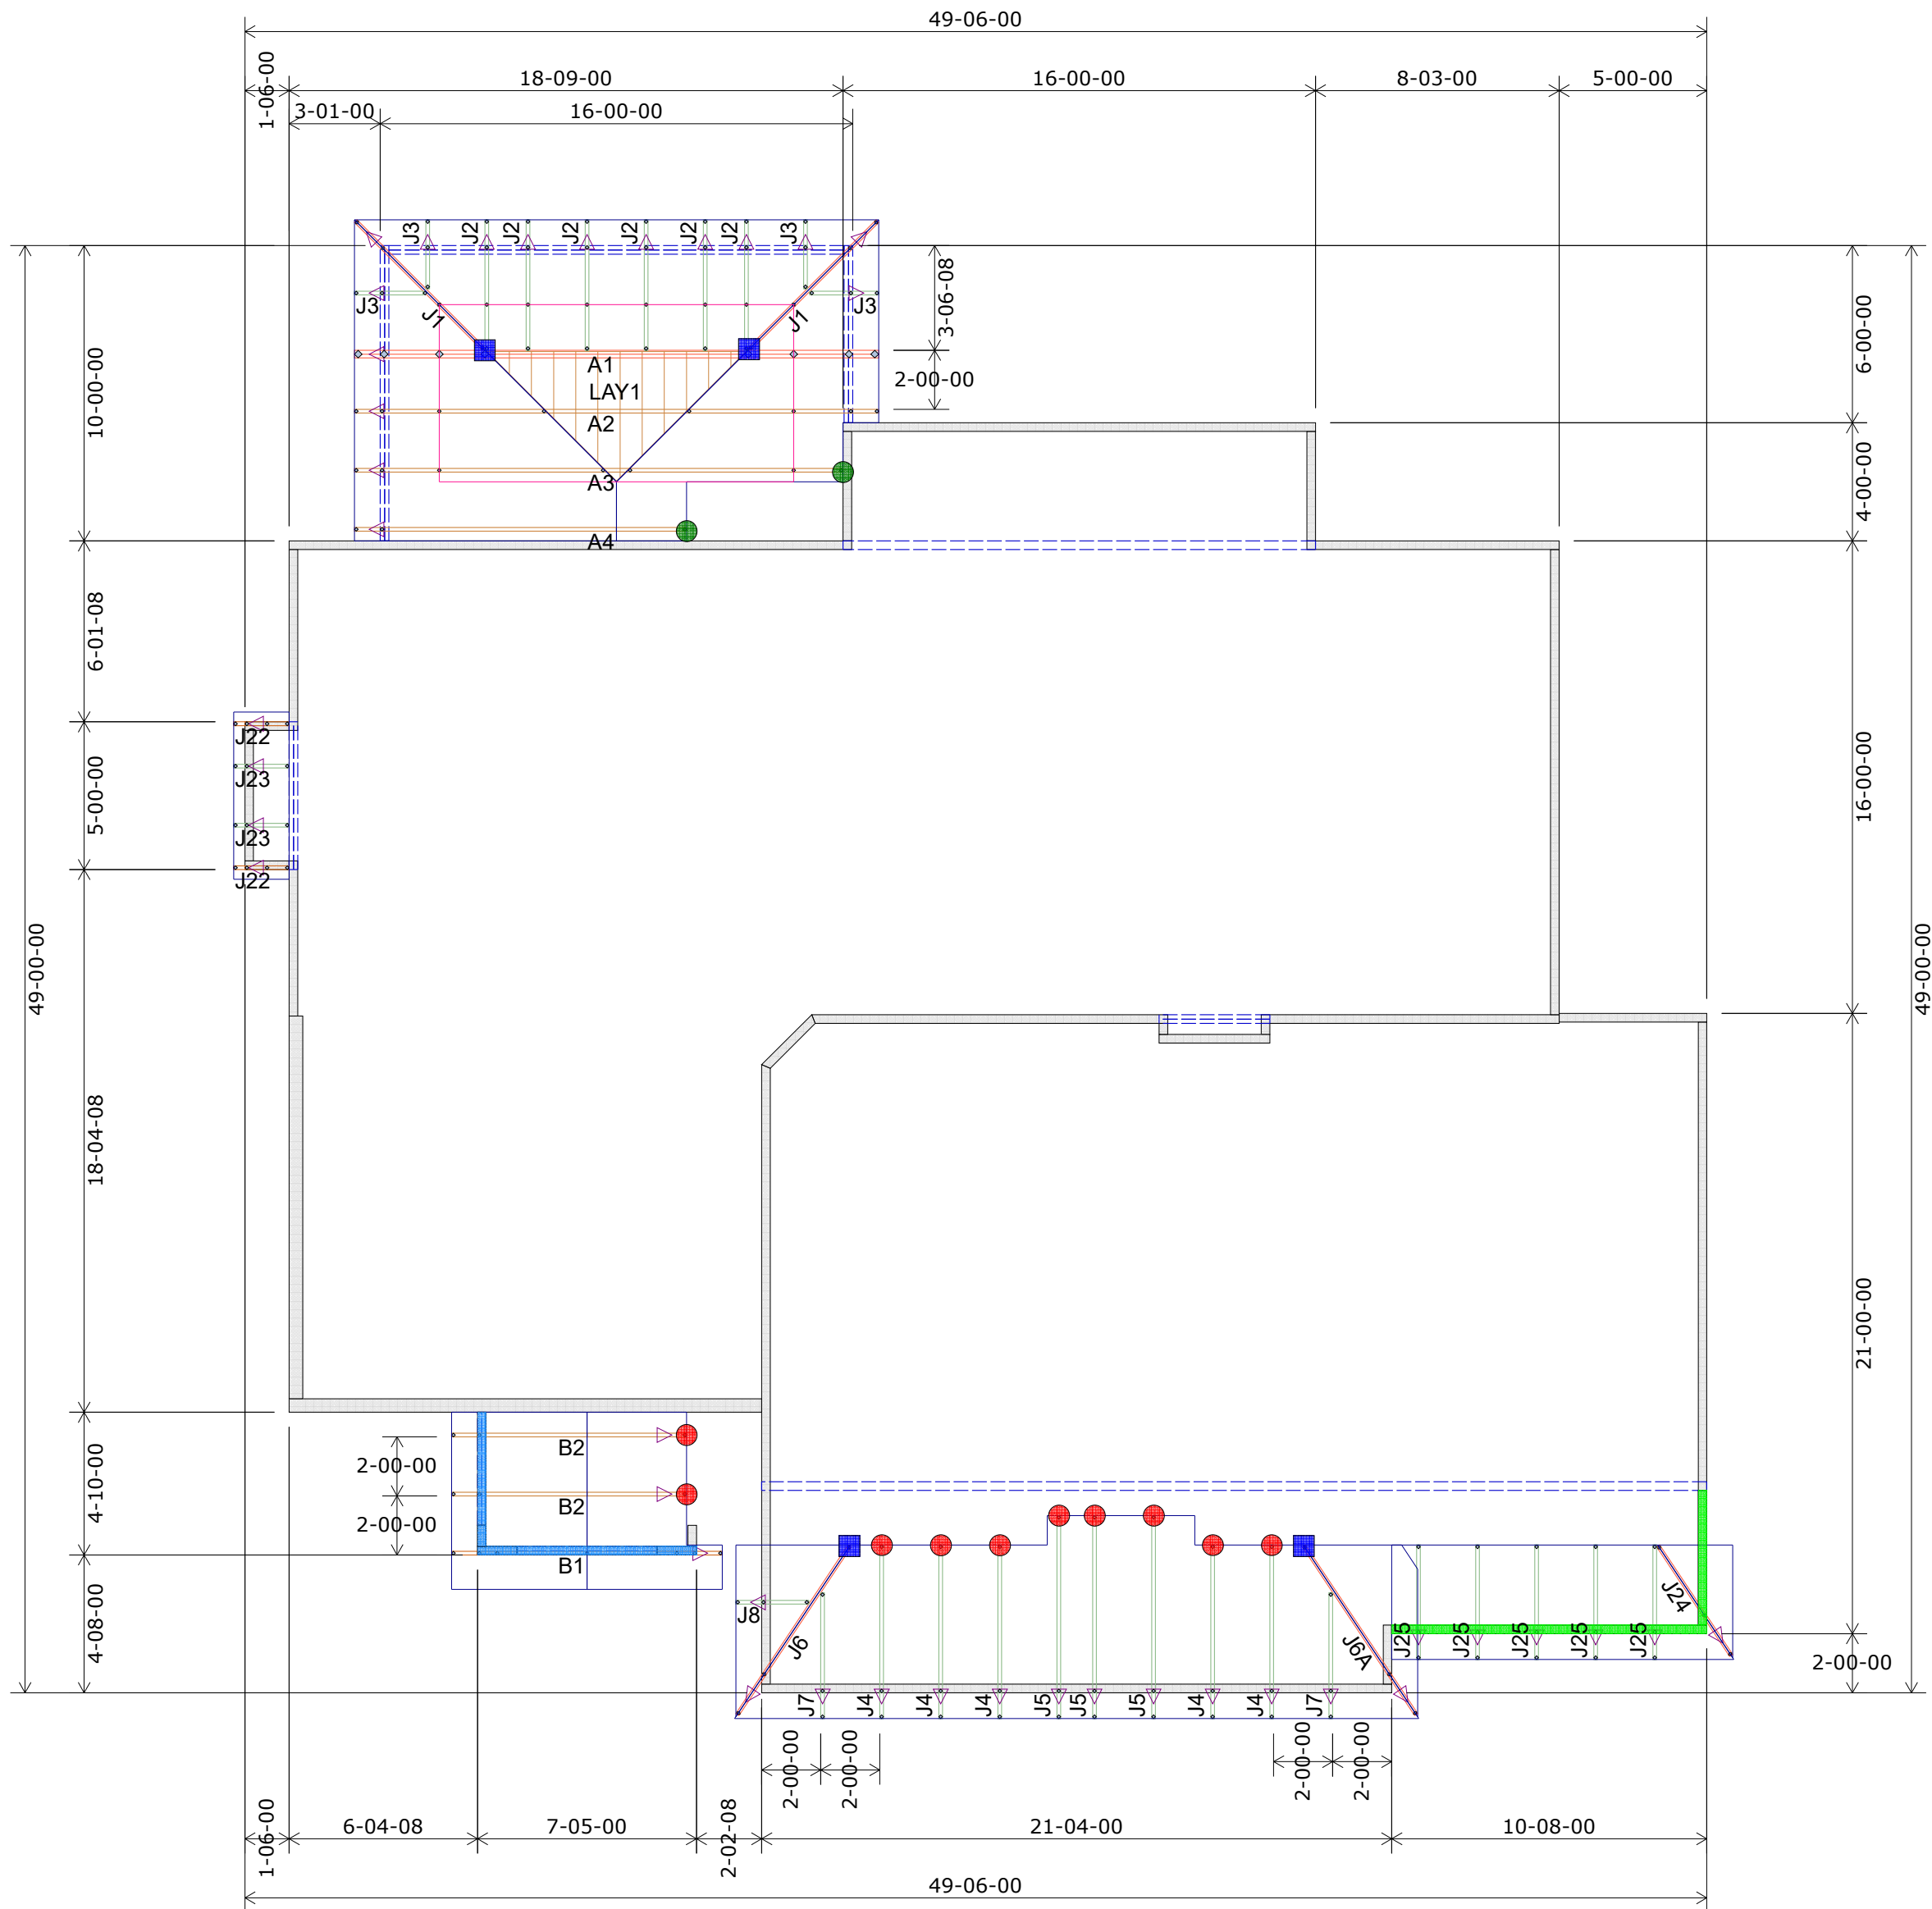 49-06-00
1-06-00
18-09-00
16-00-00
8-03-00
5-00-00
3-01-00
16-00-00
J3
J2
J2
J2
J2
J2
J2
J3
J3
J1
J1
J3
3-06-08
2-00-00
6-00-00
10-00-00
A1
LAY1
A2
A3
A4
4-00-00
6-01-08
J22
J23
J23
J22
5-00-00
16-00-00
49-00-00
49-00-00
18-04-08
21-00-00
4-10-00
2-00-00
2-00-00
B2
B2
B1
4-08-00
J8
J6
J6A
J24
J25
J25
J25
J25
J25
2-00-00
J7
J4
J4
J4
J5
J5
J5
J4
J4
J7
2-00-00
2-00-00
2-00-00
2-00-00
1-06-00
6-04-08
7-05-00
2-02-08
21-04-00
10-08-00
49-06-00